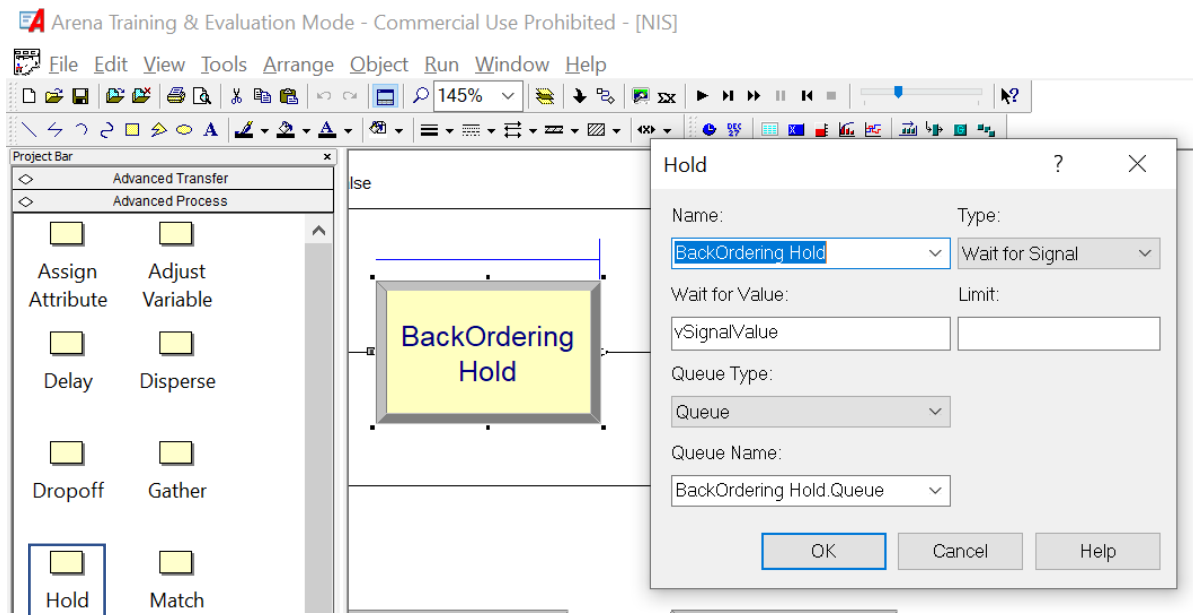 Arena Training & Evaluation Mode - Commercial Use Prohibited - [NIS]
File Edit View Tools Arrange Object Run Window Help
145%
Project Bar
Advanced Transfer
Advanced Process
Assign Attribute
Adjust Variable
Delay
Disperse
Dropoff
Gather
Hold
Match
lse
BackOrdering
Hold
Hold
Name:
Type:
BackOrdering Hold
Wait for Signal
Wait for Value:
Limit:
vSignalValue
Queue Type:
Queue
Queue Name:
BackOrdering Hold.Queue
OK
Cancel
Help